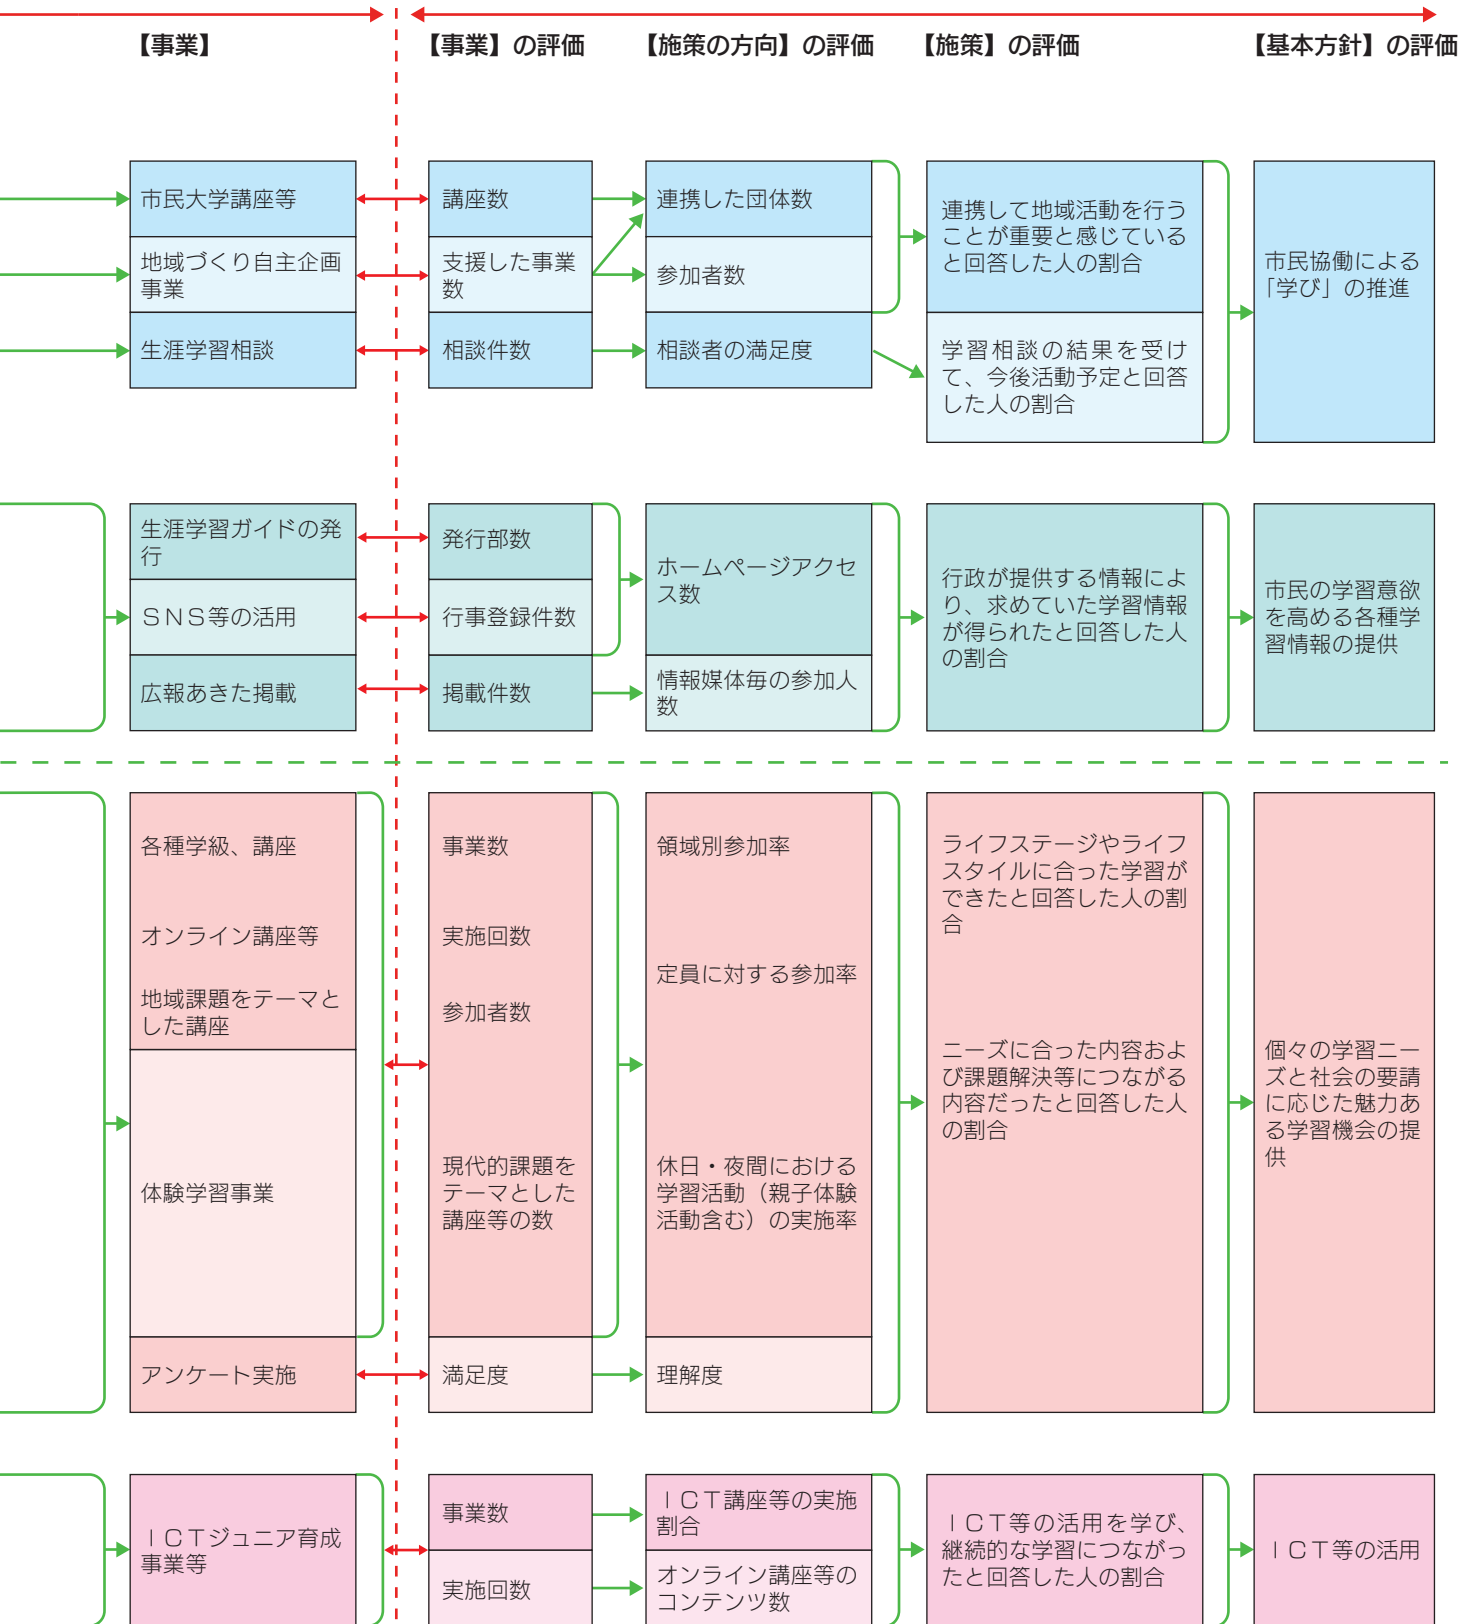 【事業】
【事業】の評価
【施策の方向】の評価
【施策】の評価
【基本方針】の評価
市民大学講座等
講座数
連携した団体数
連携して地域活動を行う
ことが重要と感じている
と回答した人の割合
市民協働による
「学び」の推進
地域づくり自主企画
事業
支援した事業
数
参加者数
生涯学習相談
相談件数
相談者の満足度
学習相談の結果を受け
て、今後活動予定と回答
した人の割合
生涯学習ガイドの発
行
発行部数
ホームページアクセ
ス数
行政が提供する情報によ
り、求めていた学習情報
が得られたと回答した人
の割合
市民の学習意欲
を高める各種学
習情報の提供
ＳＮＳ等の活用
行事登録件数
広報あきた掲載
掲載件数
情報媒体毎の参加人
数
各種学級、講座
事業数
領域別参加率
ライフステージやライフ
スタイルに合った学習が
できたと回答した人の割
合
オンライン講座等
実施回数
定員に対する参加率
地域課題をテーマと
した講座
参加者数
ニーズに合った内容およ
び課題解決等につながる
内容だったと回答した人
の割合
個々の学習ニー
ズと社会の要請
に応じた魅力あ
る学習機会の提
供
体験学習事業
現代的課題を
テーマとした
講座等の数
休日・夜間における
学習活動（親子体験
活動含む）の実施率
アンケート実施
満足度
理解度
ＩＣＴジュニア育成
事業等
事業数
ＩＣＴ講座等の実施
割合
ＩＣＴ等の活用を学び、
継続的な学習につながっ
たと回答した人の割合
ＩＣＴ等の活用
実施回数
オンライン講座等の
コンテンツ数